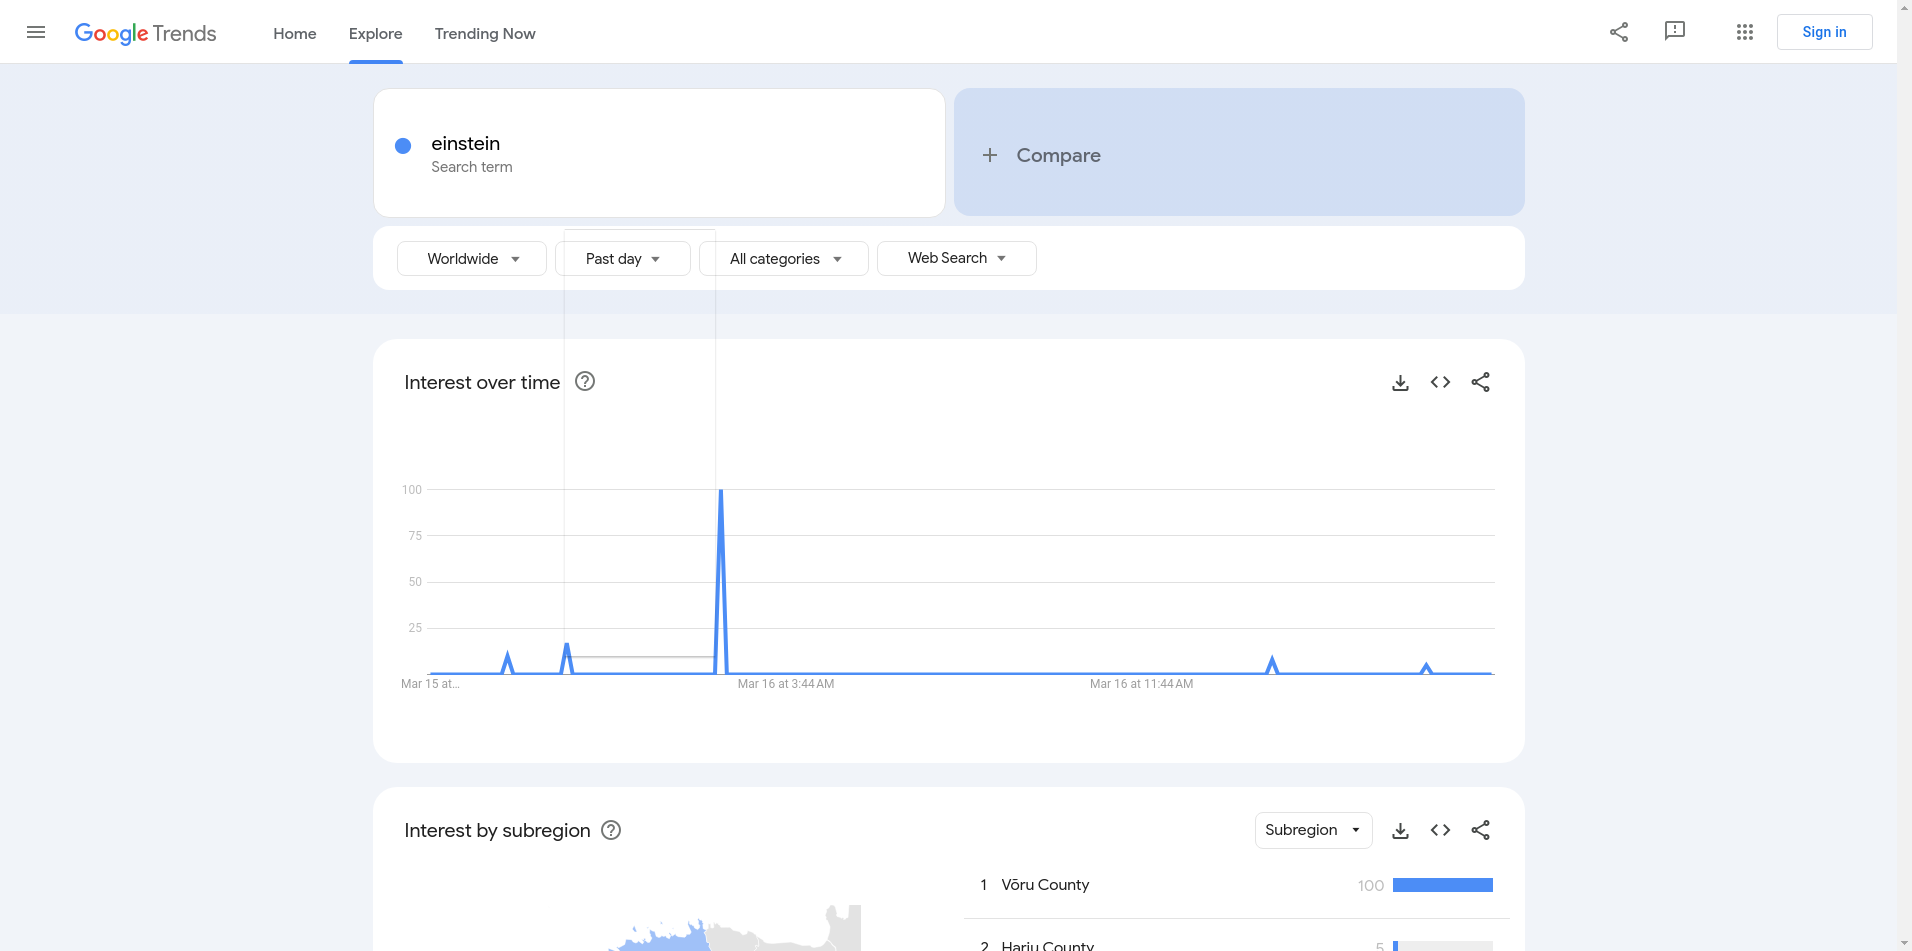 Google Trends
Home
Explore
Trending Now
Sign in
einstein
Search term
+ Compare
Worldwide
Past day
All categories
Web Search
Interest over time
100
75
50
25
Mar 15 at…
Mar 16 at 3:44 AM
Mar 16 at 11:44 AM
Interest by subregion
Subregion
1 Võru County 100
2 Harju County 5